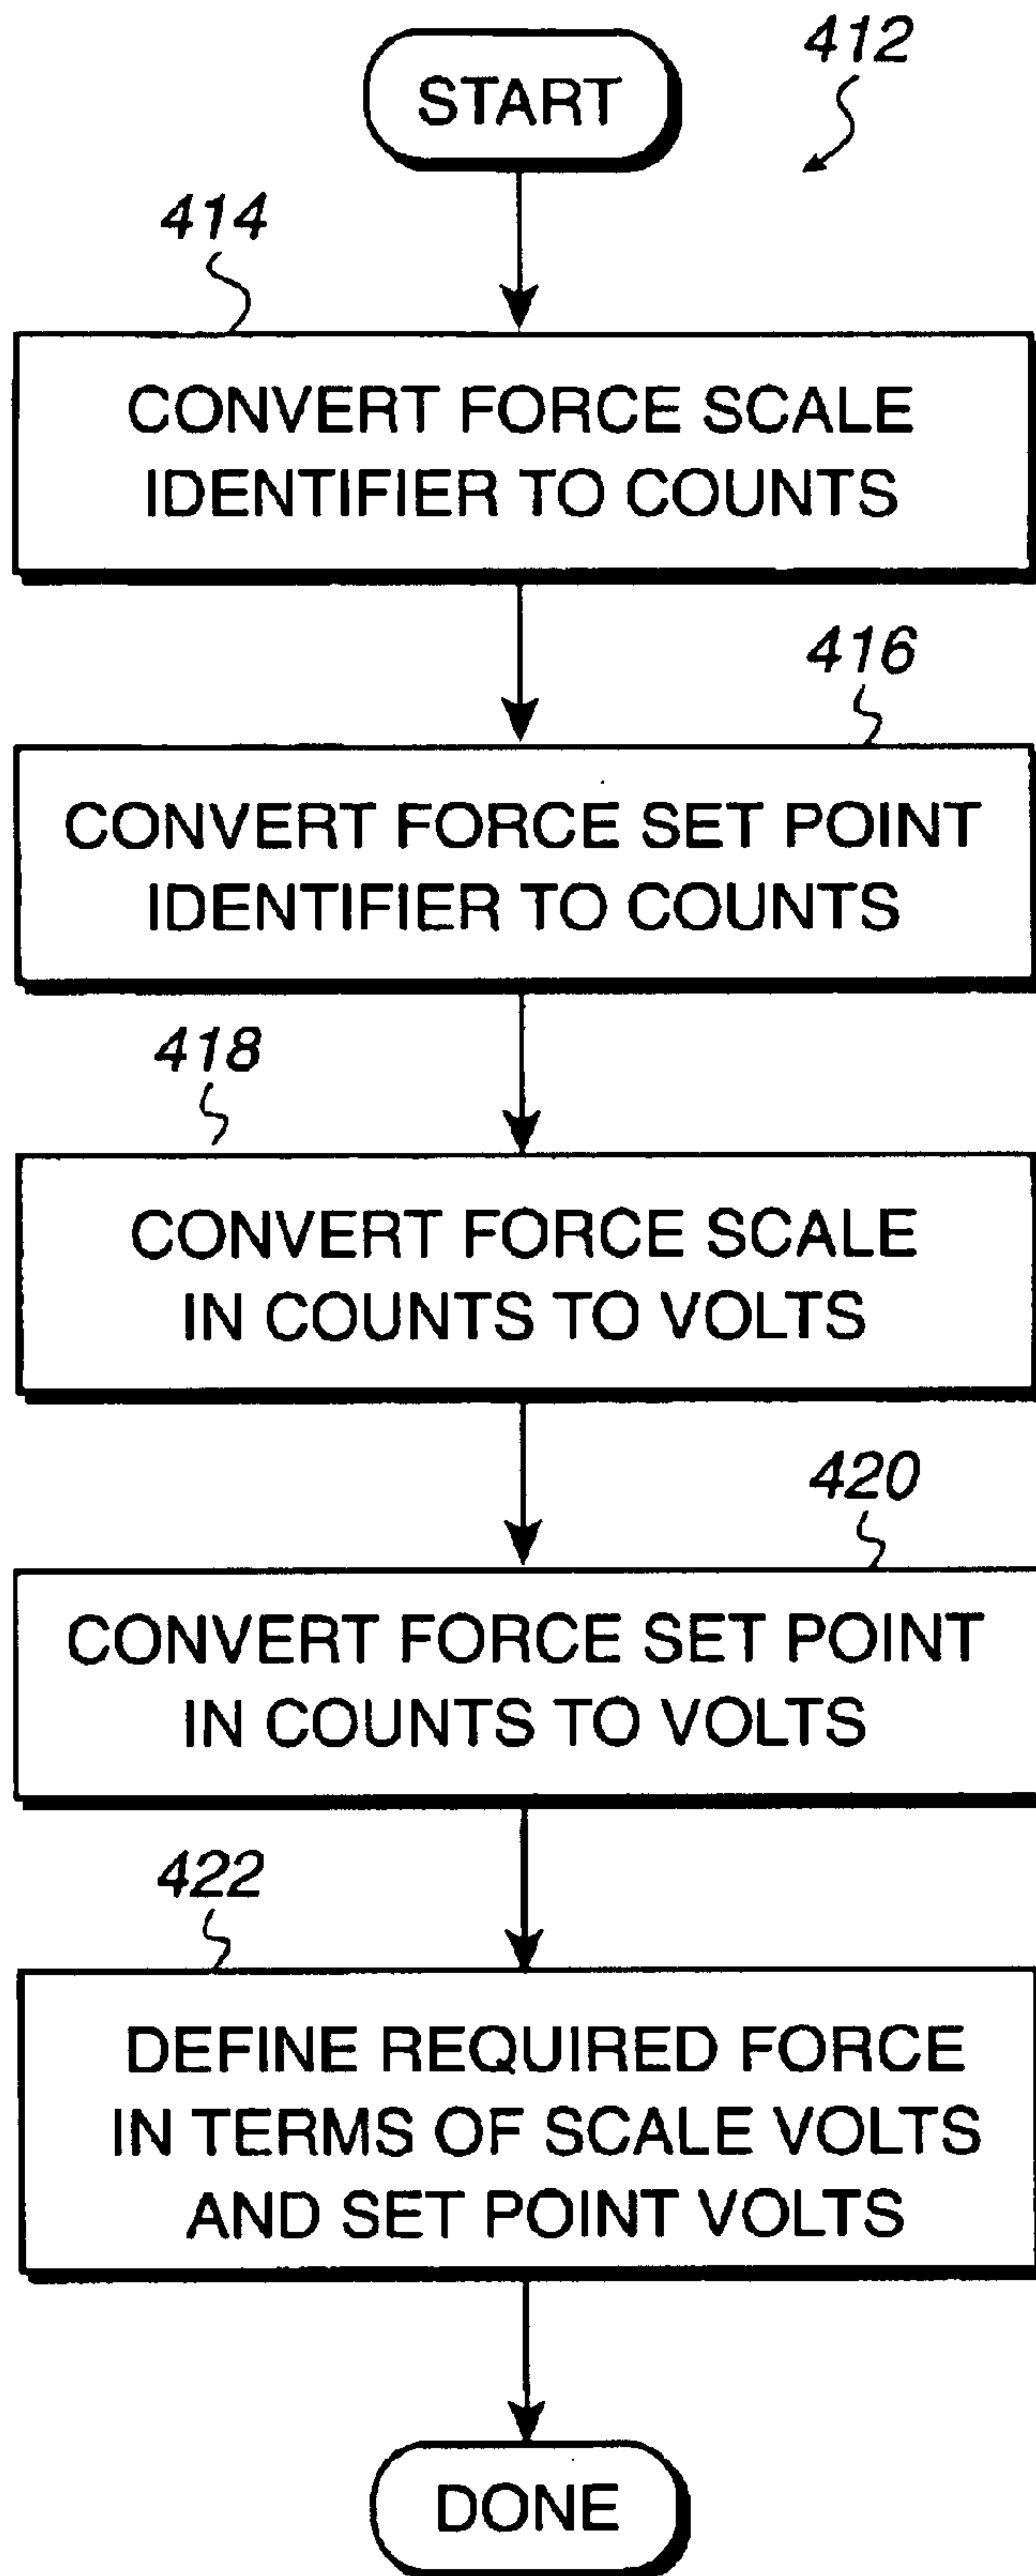 412
START
414
CONVERT FORCE SCALE
IDENTIFIER TO COUNTS
416
CONVERT FORCE SET POINT
IDENTIFIER TO COUNTS
418
CONVERT FORCE SCALE
IN COUNTS TO VOLTS
420
CONVERT FORCE SET POINT
IN COUNTS TO VOLTS
422
DEFINE REQUIRED FORCE
IN TERMS OF SCALE VOLTS
AND SET POINT VOLTS
DONE